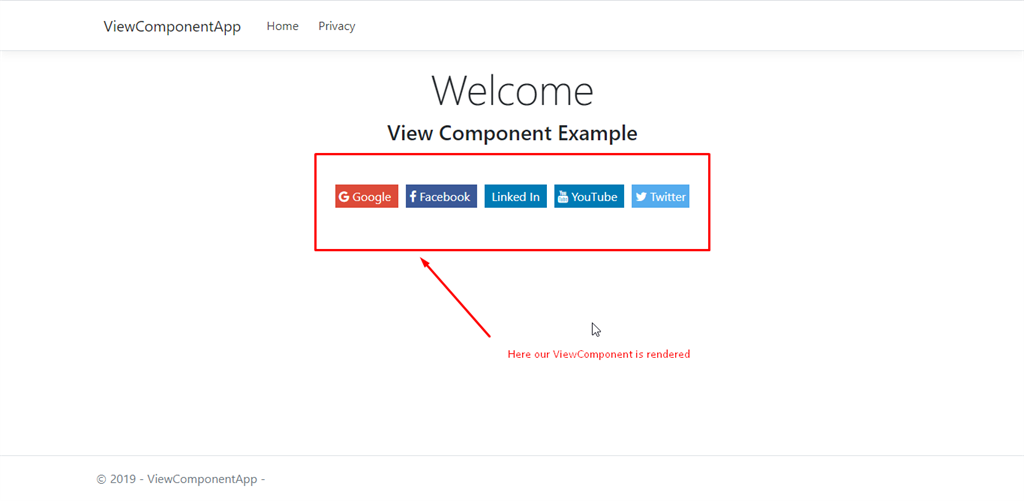 ViewComponentApp Home Privacy
Welcome
View Component Example
Google Facebook Linked In YouTube Twitter
Here our ViewComponent is rendered
© 2019 - ViewComponentApp -